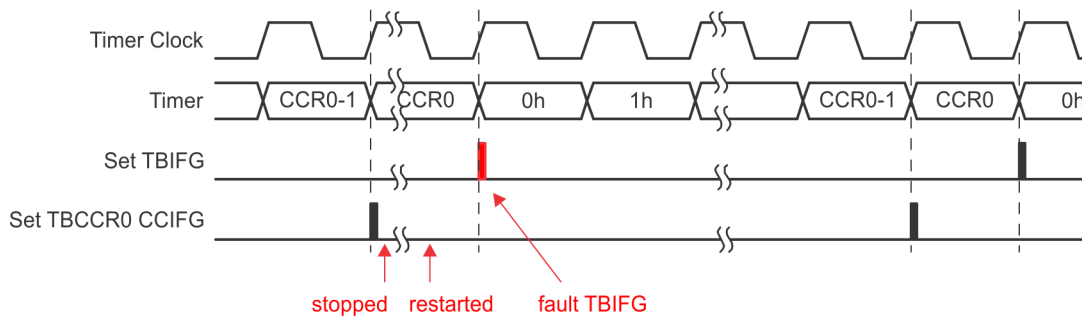 Timer Clock
Timer CCR0-1 CCR0 0h 1h CCR0-1 CCR0 0h
Set TBIFG
Set TBCCR0 CCIFG
stopped restarted fault TBIFG